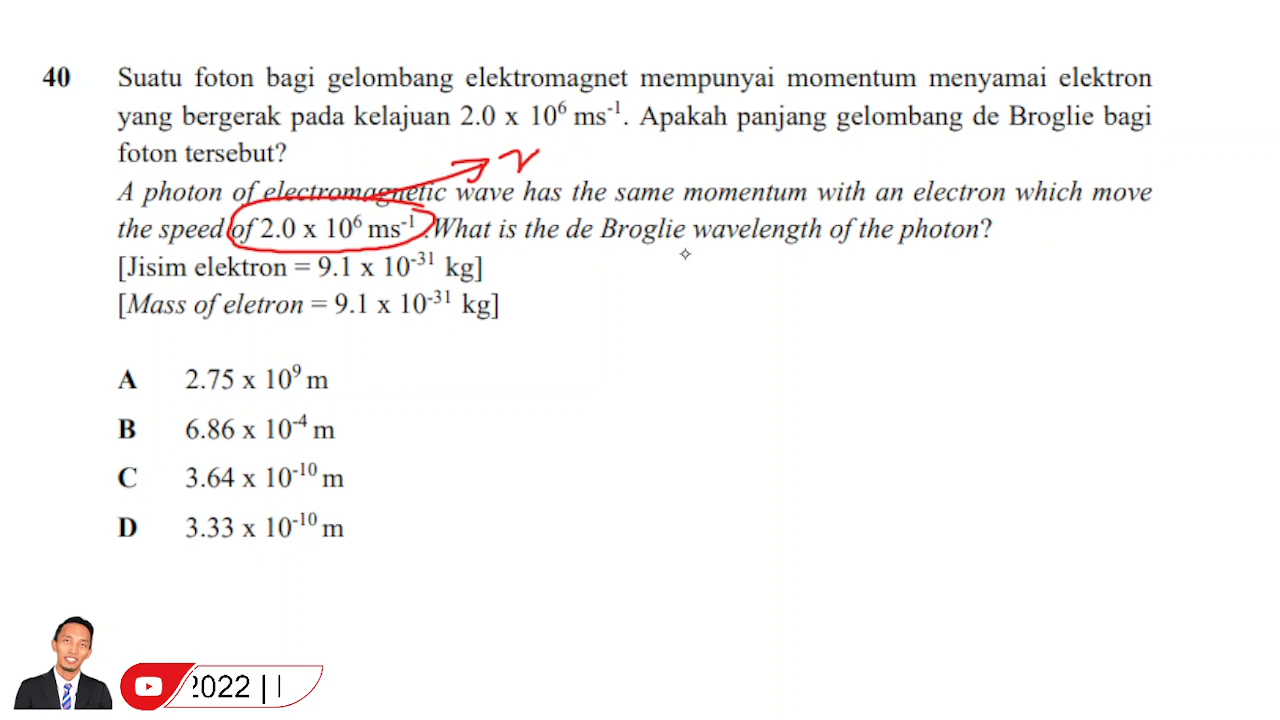 40 Suatu foton bagi gelombang elektromagnet mempunyai momentum menyamai elektron
yang bergerak pada kelajuan 2.0 x 10⁶ ms⁻¹. Apakah panjang gelombang de Broglie bagi
foton tersebut?
v
A photon of electromagnetic wave has the same momentum with an electron which move
the speed of 2.0 x 10⁶ ms⁻¹ .What is the de Broglie wavelength of the photon?
[Jisim elektron = 9.1 x 10⁻³¹ kg]
[Mass of eletron = 9.1 x 10⁻³¹ kg]
A 2.75 x 10⁹ m
B 6.86 x 10⁻⁴ m
C 3.64 x 10⁻¹⁰ m
D 3.33 x 10⁻¹⁰ m
2022 |